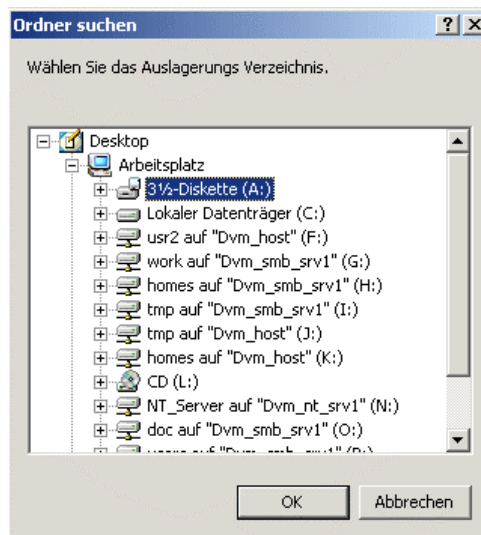 Ordner suchen
Wählen Sie das Auslagerungs Verzeichnis.
Desktop
Arbeitsplatz
3½-Diskette (A:)
Lokaler Datenträger (C:)
usr2 auf "Dvm_host" (F:)
work auf "Dvm_smb_srv1" (G:)
homes auf "Dvm_smb_srv1" (H:)
tmp auf "Dvm_smb_srv1" (I:)
tmp auf "Dvm_host" (J:)
homes auf "Dvm_host" (K:)
CD (L:)
NT_Server auf "Dvm_nt_srv1" (N:)
doc auf "Dvm_smb_srv1" (O:)
OK Abbrechen